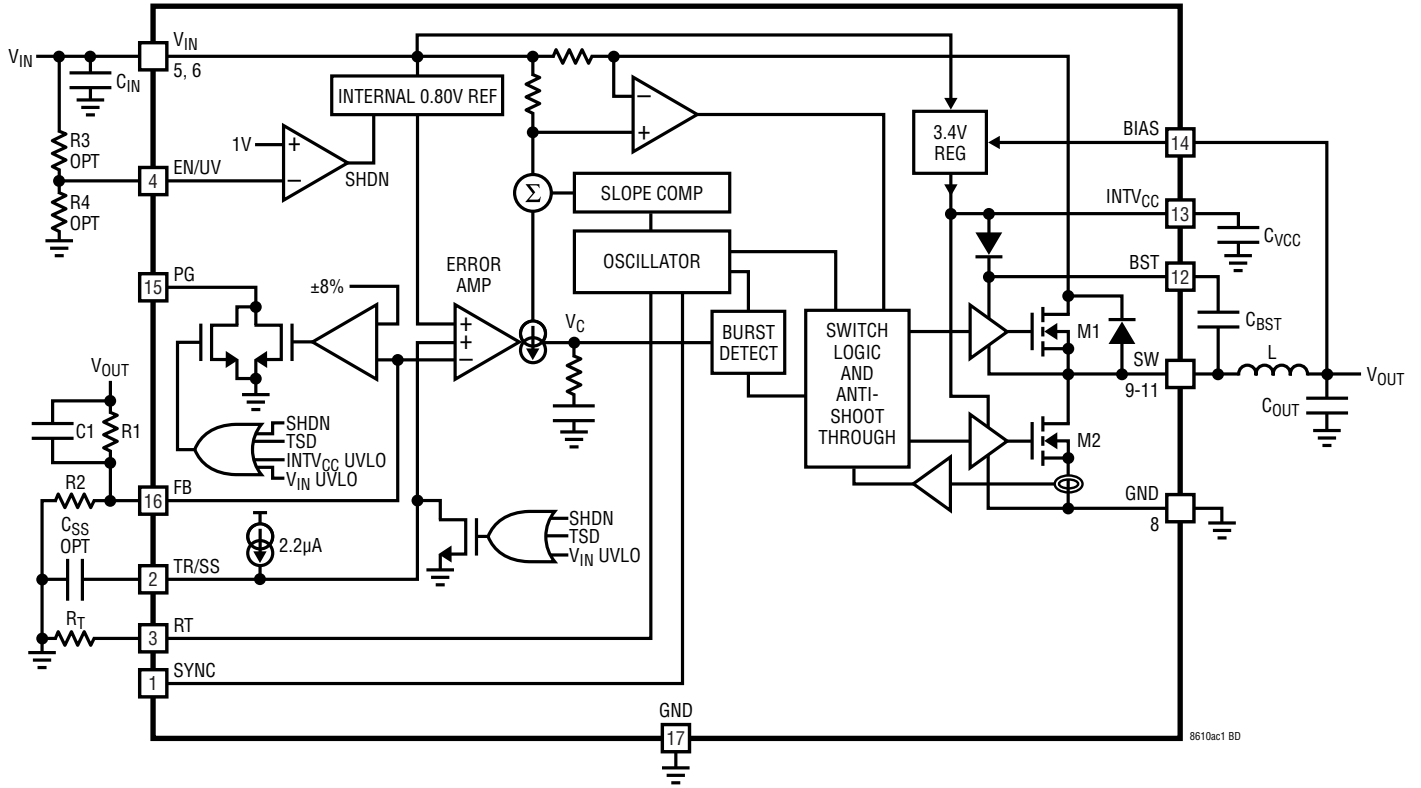 VIN
VIN
5, 6
CIN
R3
OPT
4
EN/UV
R4
OPT
1V
+
−
SHDN
INTERNAL 0.80V REF
−
+
Σ
SLOPE COMP
OSCILLATOR
3.4V
REG
BIAS
14
INTVCC
13
CVCC
BST
12
CBST
PG
15
±8%
ERROR
AMP
+
+
−
VC
BURST
DETECT
SWITCH
LOGIC
AND
ANTI-
SHOOT
THROUGH
M1
SW
9-11
L
VOUT
COUT
M2
GND
8
VOUT
C1
R1
SHDN
TSD
INTVCC UVLO
VIN UVLO
R2
16
FB
CSS
OPT
2.2µA
SHDN
TSD
VIN UVLO
2
TR/SS
RT
3
RT
1
SYNC
GND
17
8610ac1 BD